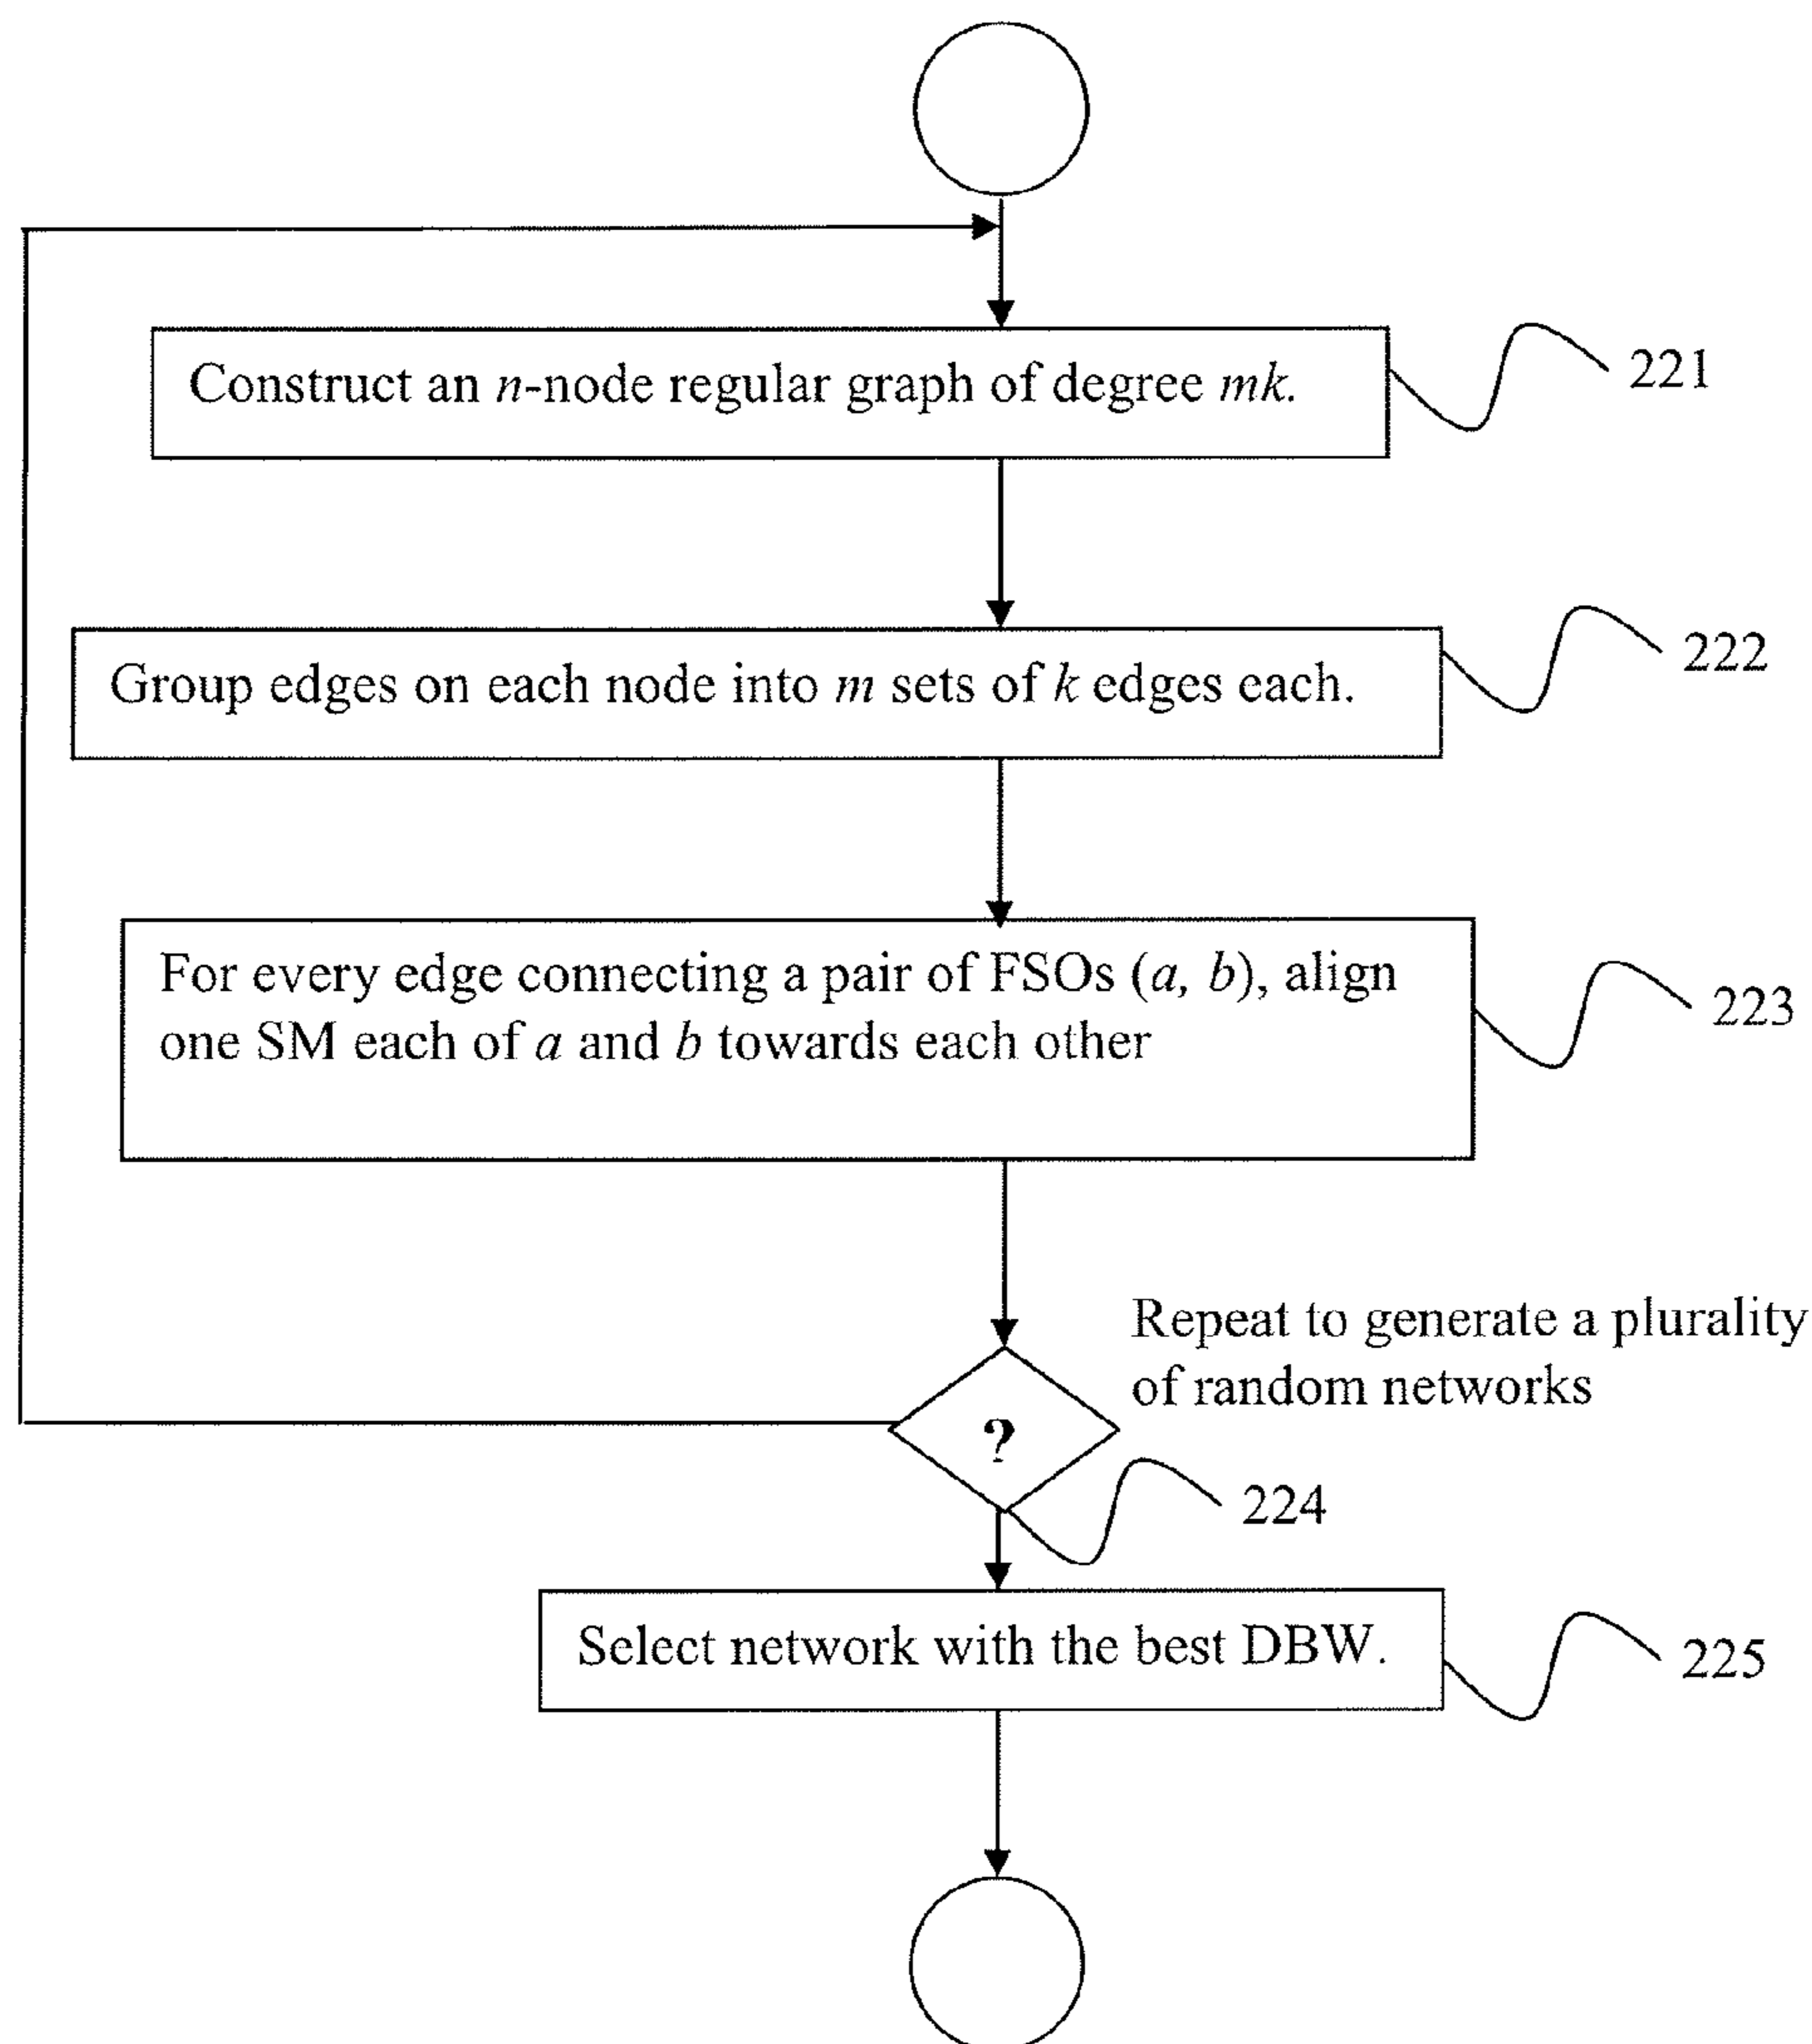 Construct an n-node regular graph of degree mk.
221
Group edges on each node into m sets of k edges each.
222
For every edge connecting a pair of FSOs (a, b), align
one SM each of a and b towards each other
223
Repeat to generate a plurality
of random networks
?
224
Select network with the best DBW.
225